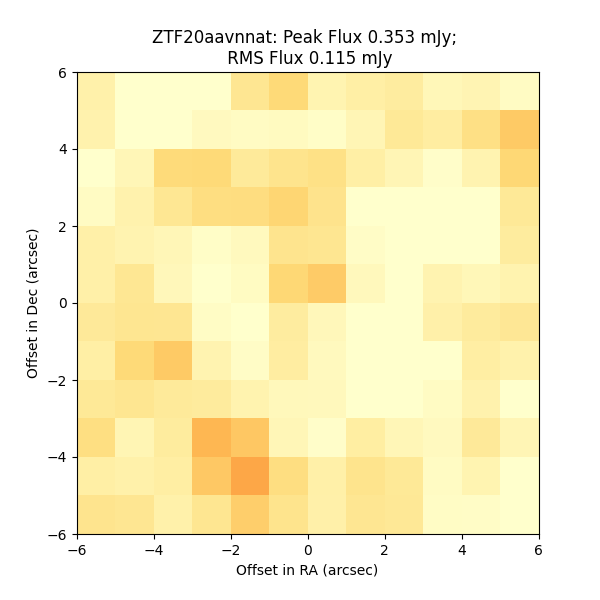 ZTF20aavnnat: Peak Flux 0.353 mJy;
RMS Flux 0.115 mJy
6
4
2
0
−2
−4
−6
Offset in Dec (arcsec)
−6 −4 −2 0 2 4 6
Offset in RA (arcsec)